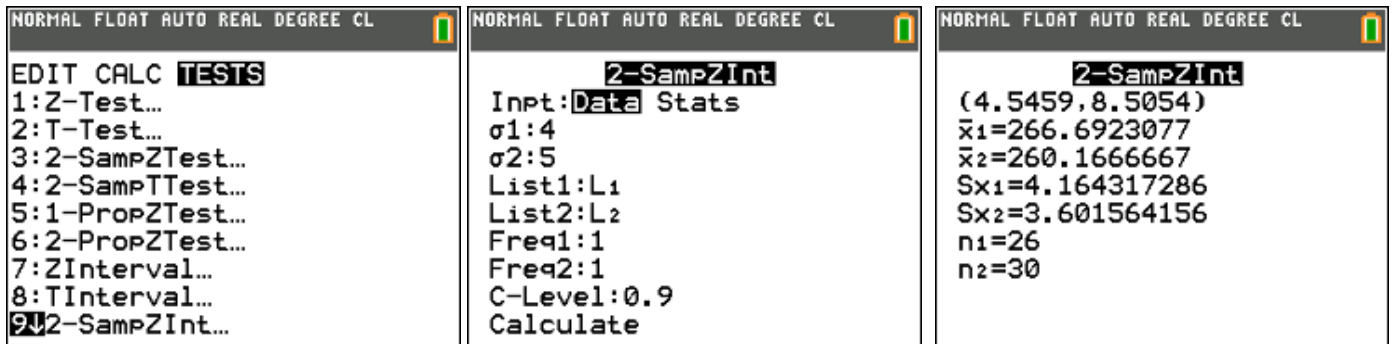 NORMAL FLOAT AUTO REAL DEGREE CL
EDIT CALC TESTS
1:Z-Test…
2:T-Test…
3:2-SampZTest…
4:2-SampTTest…
5:1-PropZTest…
6:2-PropZTest…
7:ZInterval…
8:TInterval…
9↓2-SampZInt…
NORMAL FLOAT AUTO REAL DEGREE CL
2-SampZInt
Inpt:Data Stats
σ1:4
σ2:5
List1:L₁
List2:L₂
Freq1:1
Freq2:1
C-Level:0.9
Calculate
NORMAL FLOAT AUTO REAL DEGREE CL
2-SampZInt
(4.5459,8.5054)
x̄1=266.6923077
x̄2=260.1666667
Sx1=4.164317286
Sx2=3.601564156
n1=26
n2=30